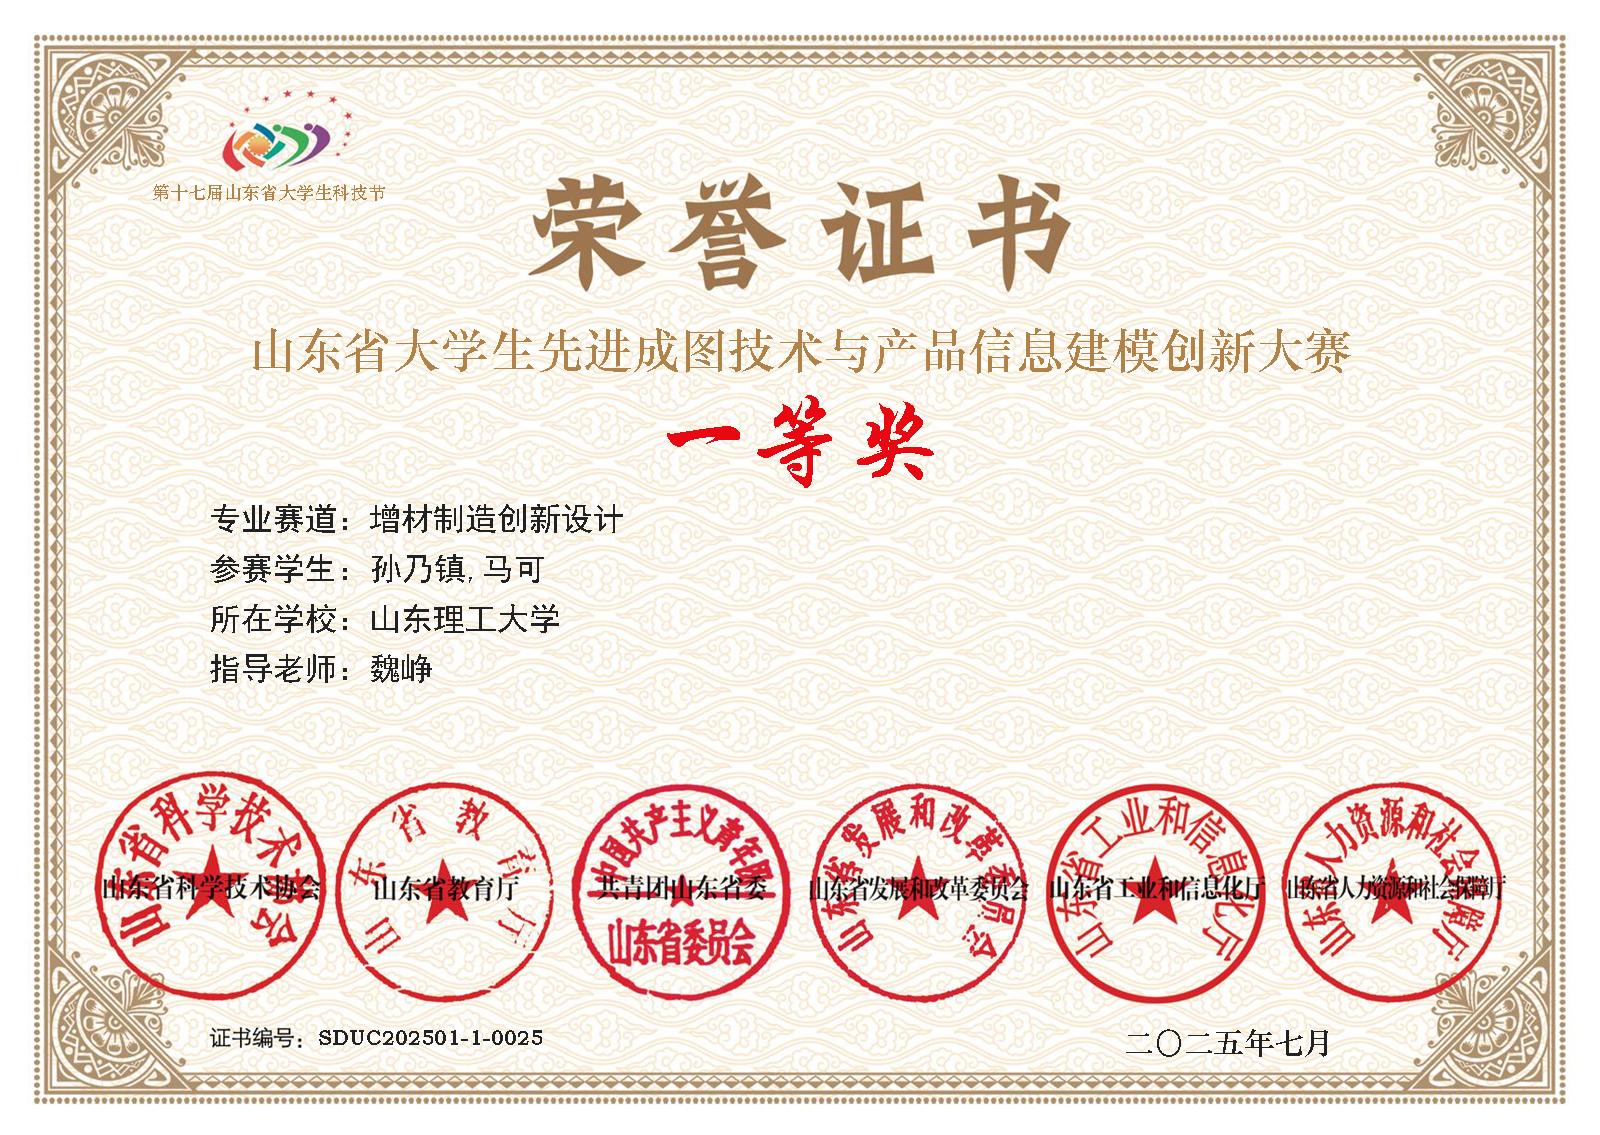 第十七届山东省大学生科技节
荣誉证书
山东省大学生先进成图技术与产品信息建模创新大赛
一等奖
专业赛道：增材制造创新设计
参赛学生：孙乃镇,马可
所在学校：山东理工大学
指导老师：魏峥
山东省科学技术协会
山东省科学技术协会
山东省教育厅
山东省教育厅
中国共产主义青年团
共青团山东省委
山东省委员会
山东省发展和改革委员会
山东省发展和改革委员会
山东省工业和信息化厅
山东省工业和信息化厅
山东省人力资源和社会保障厅
山东省人力资源和社会保障厅
证书编号：SDUC202501-1-0025
二〇二五年七月